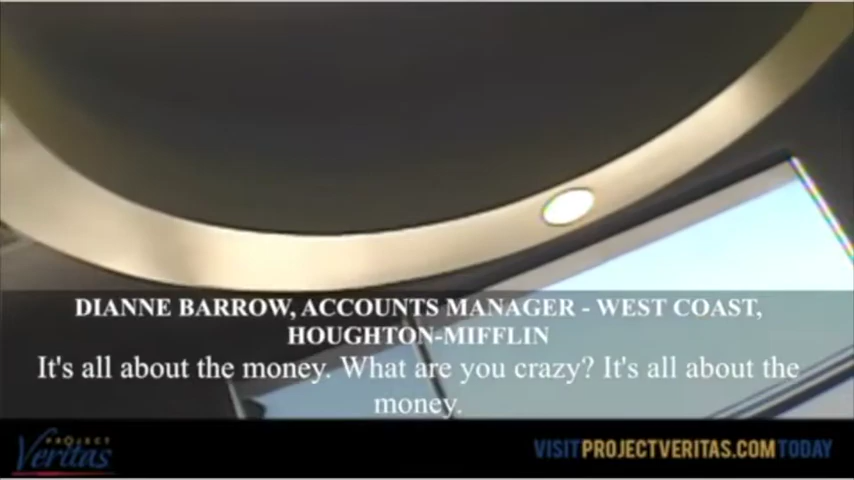 DIANNE BARROW, ACCOUNTS MANAGER - WEST COAST,
HOUGHTON-MIFFLIN
It's all about the money. What are you crazy? It's all about the
money.
PROJECT
Veritas
VISITPROJECTVERITAS.COMTODAY